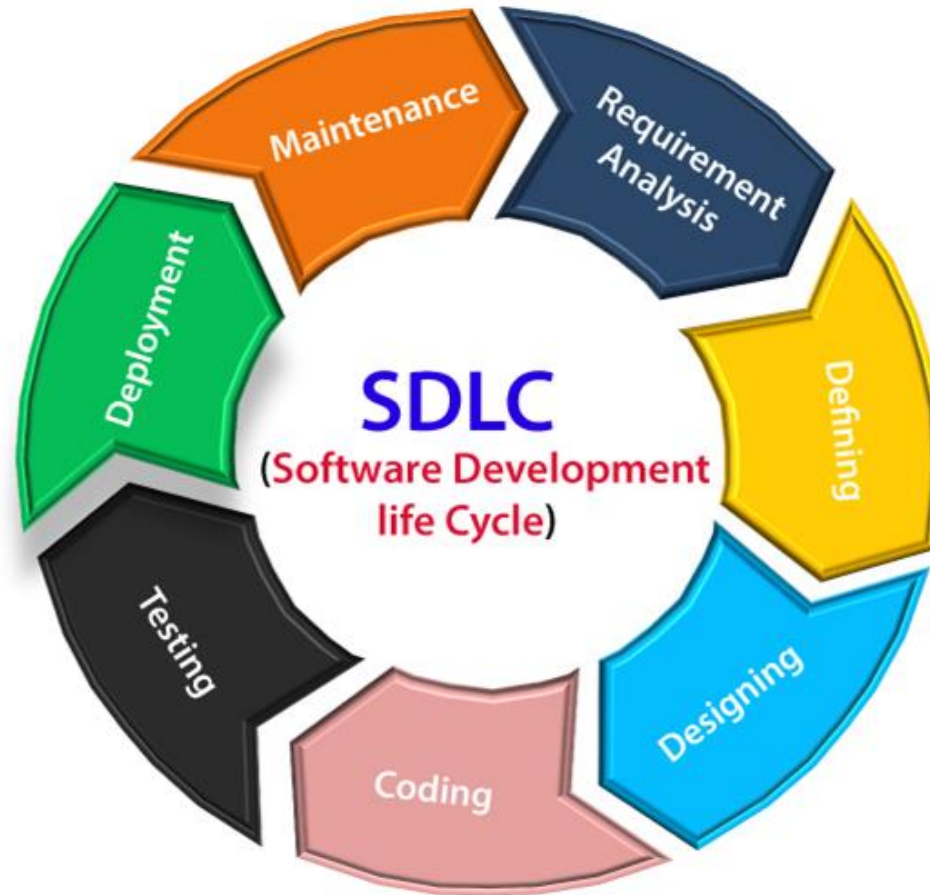 SDLC
(Software Development
life Cycle)
Requirement
Analysis
Defining
Designing
Coding
Testing
Deployment
Maintenance